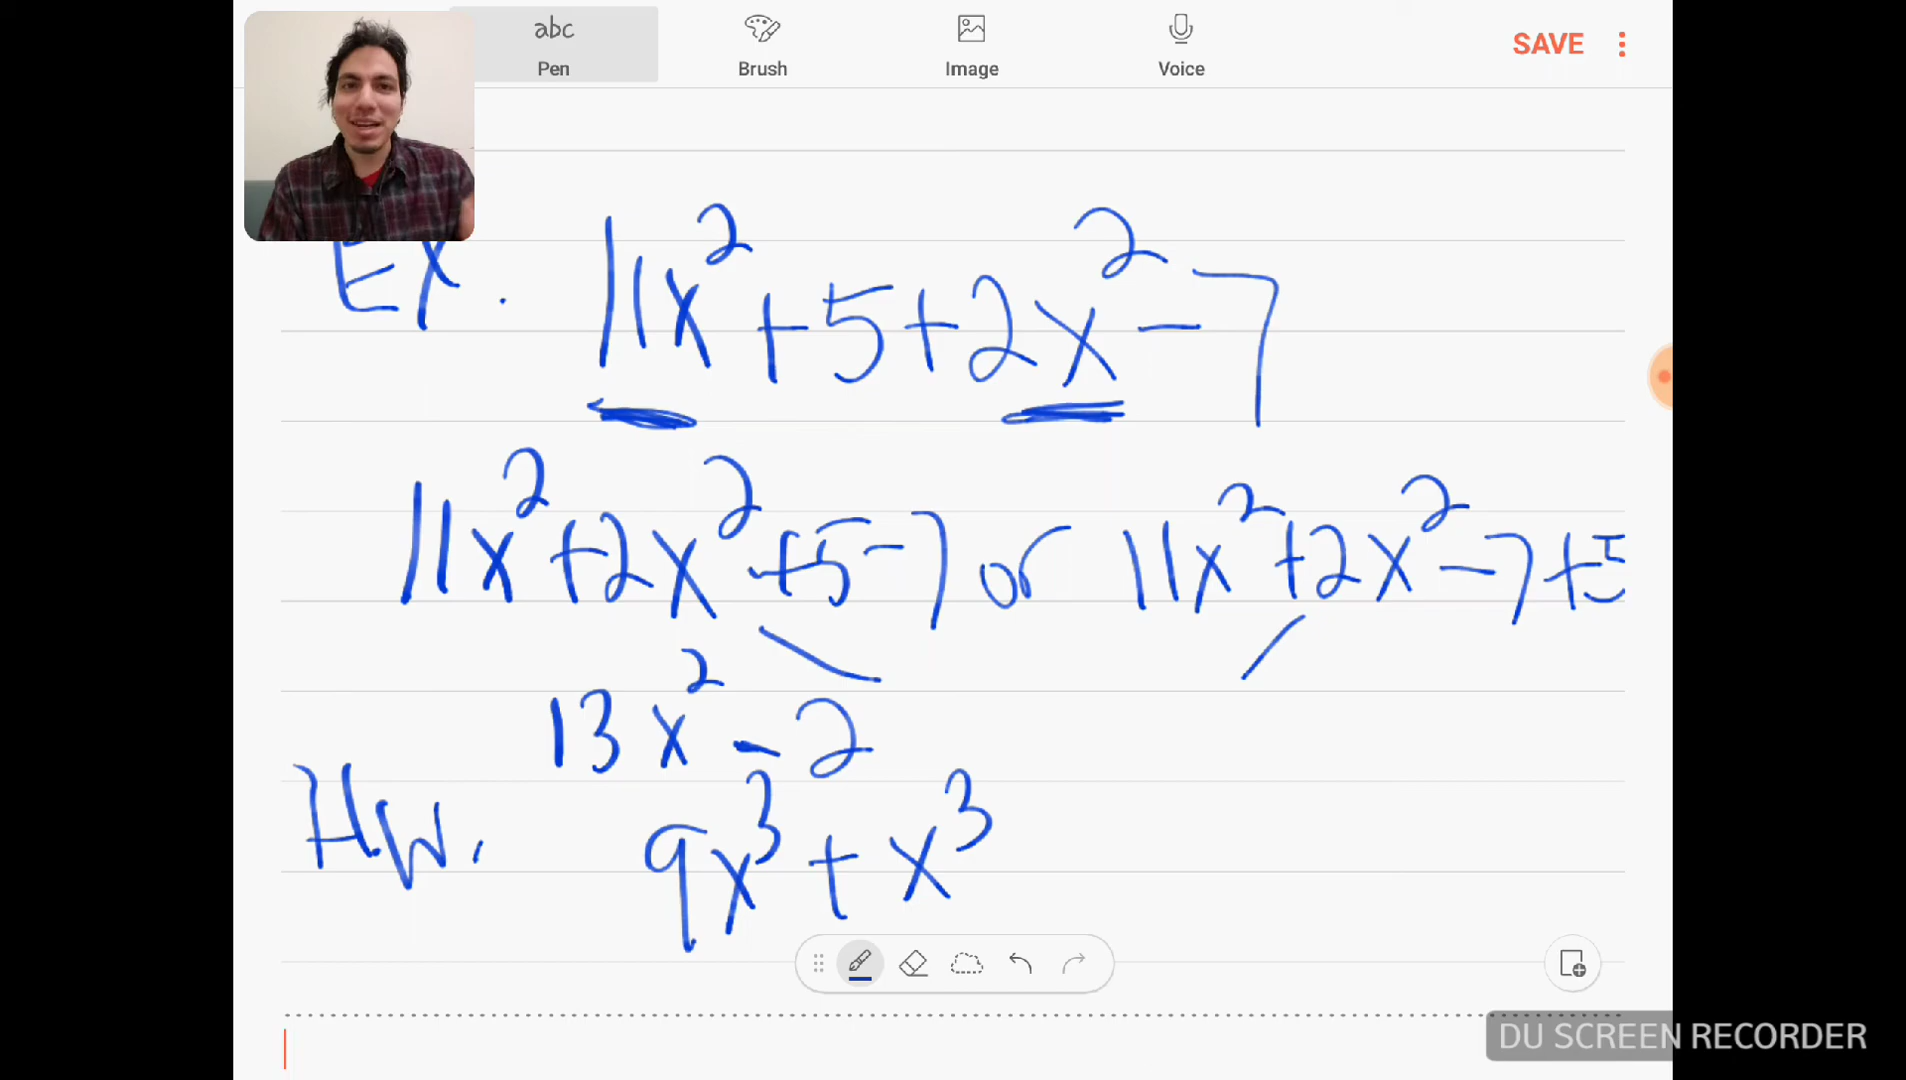 abc
Pen Brush Image Voice SAVE
Ex. 11x² + 5 + 2x² - 7
11x² + 2x² + 5 - 7 or 11x² + 2x² - 7 + 5
13x² - 2
H.W. 9x³ + x³
DU SCREEN RECORDER